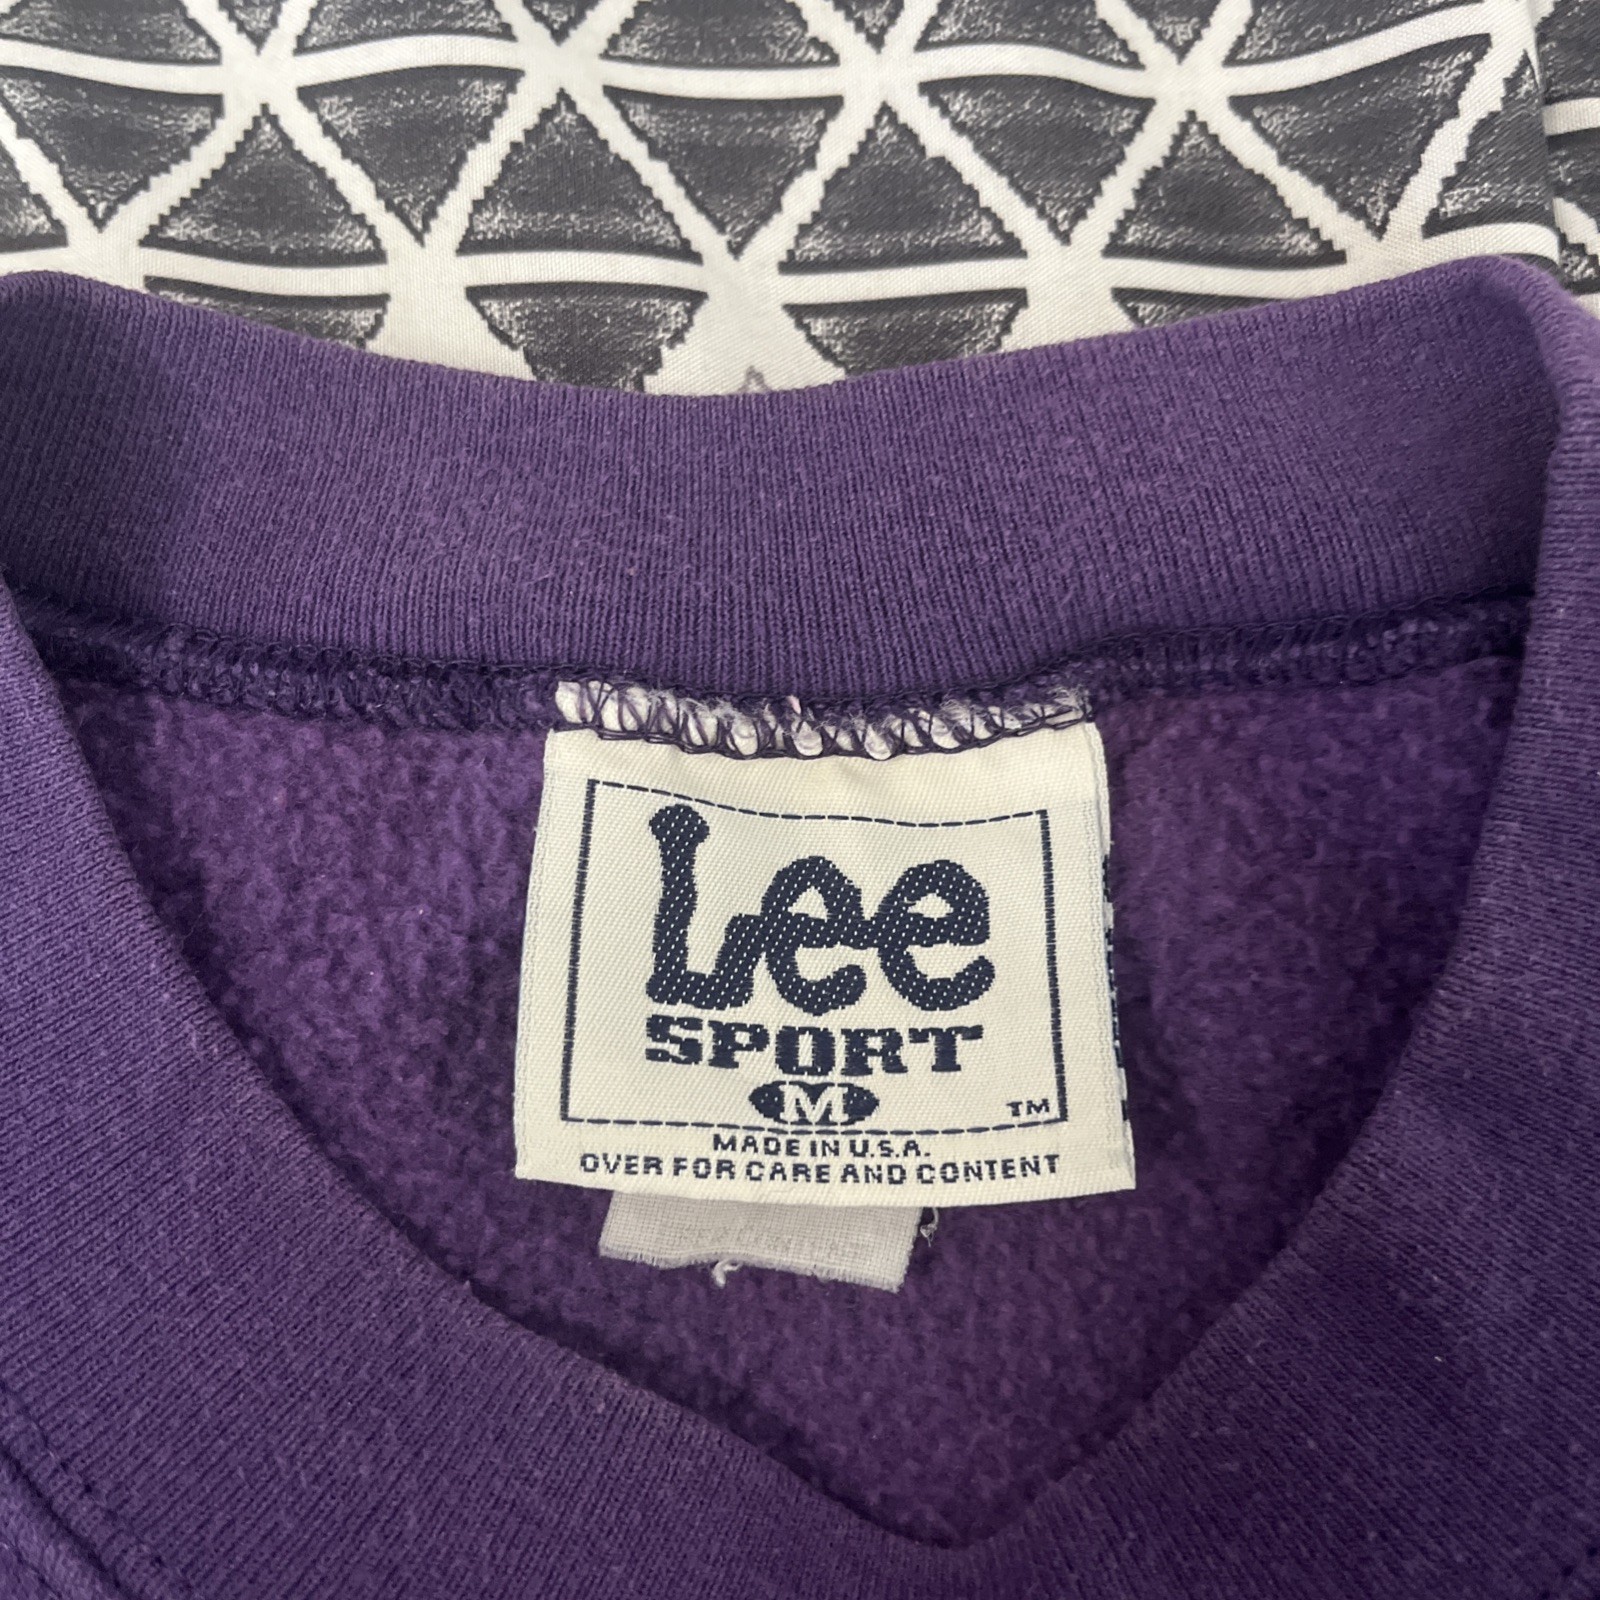 Lee
SPORT
M
TM
MADE IN U.S.A.
OVER FOR CARE AND CONTENT